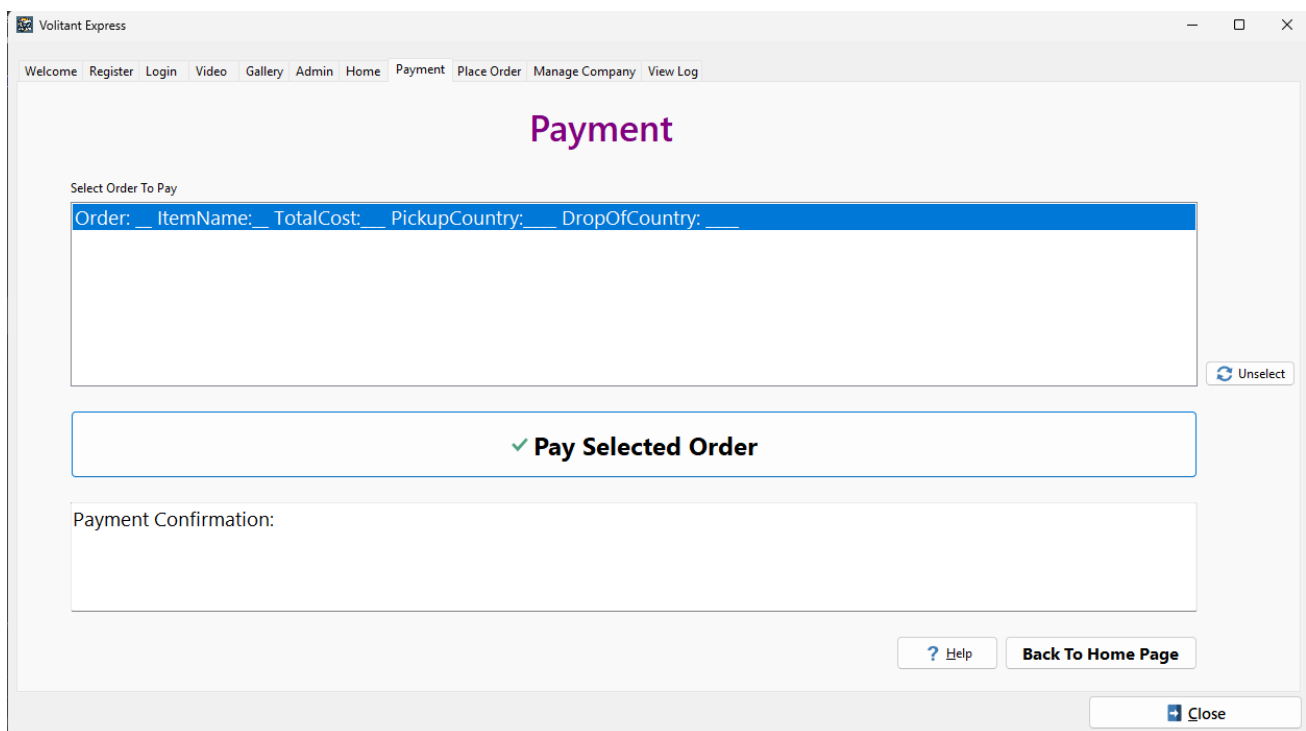 Volitant Express
Welcome Register Login Video Gallery Admin Home Payment Place Order Manage Company View Log
Payment
Select Order To Pay
Order: __ ItemName:__ TotalCost:___ PickupCountry:____ DropOfCountry: ____
Unselect
Pay Selected Order
Payment Confirmation:
? Help Back To Home Page
Close